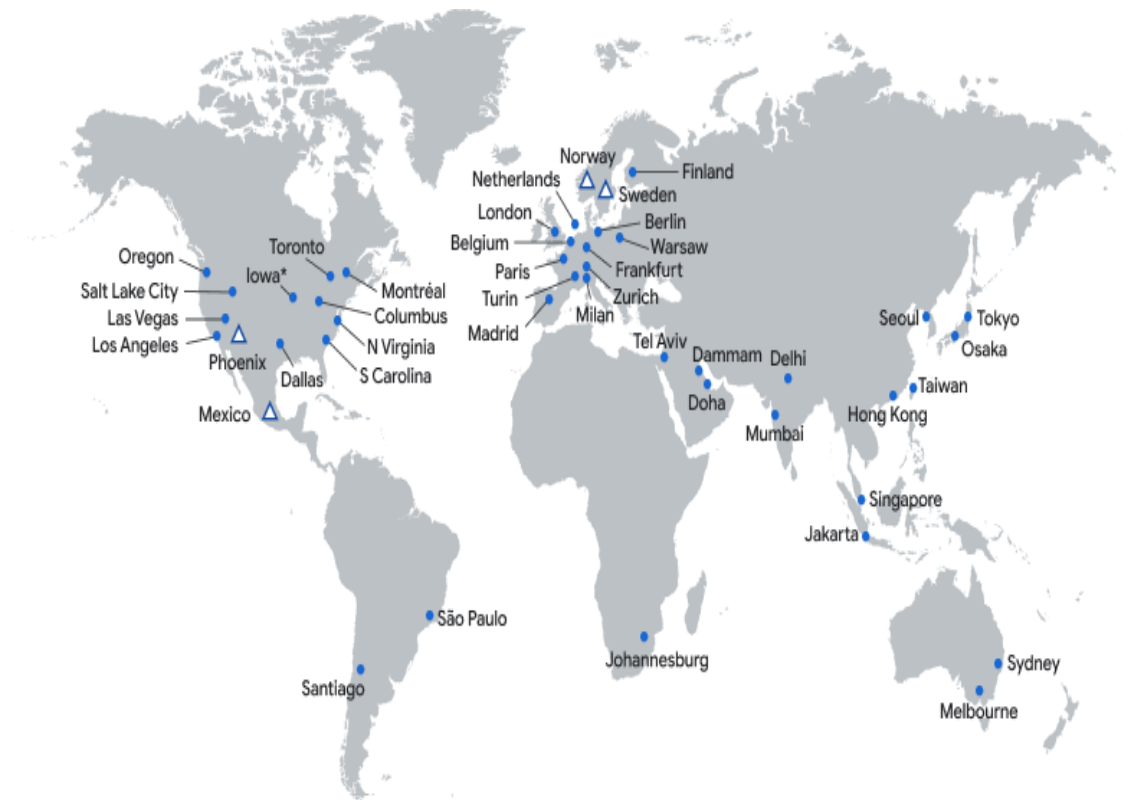 Norway
Finland
Netherlands
Sweden
London
Berlin
Belgium
Warsaw
Toronto
Oregon
Iowa*
Paris
Frankfurt
Salt Lake City
Montréal
Turin
Zurich
Las Vegas
Columbus
Milan
Seoul
Tokyo
Los Angeles
N Virginia
Madrid
Tel Aviv
Osaka
Phoenix
Dallas
S Carolina
Dammam
Delhi
Taiwan
Mexico
Doha
Hong Kong
Mumbai
Singapore
Jakarta
São Paulo
Johannesburg
Sydney
Santiago
Melbourne